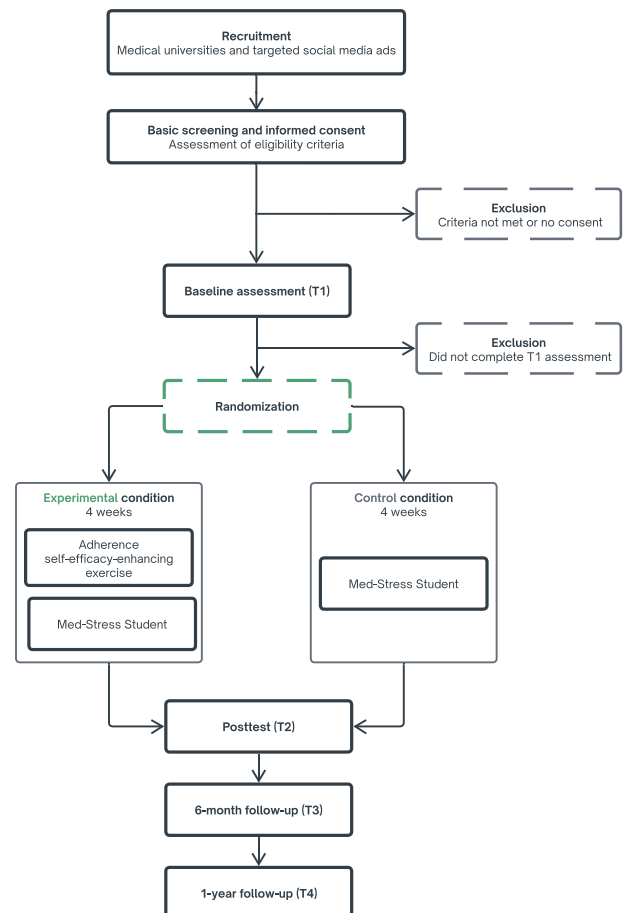 Recruitment
Medical universities and targeted social media ads
Basic screening and informed consent
Assessment of eligibility criteria
Exclusion
Criteria not met or no consent
Baseline assessment (T1)
Exclusion
Did not complete T1 assessment
Randomization
Experimental condition
4 weeks
Adherence
self-efficacy-enhancing
exercise
Med-Stress Student
Control condition
4 weeks
Med-Stress Student
Posttest (T2)
6-month follow-up (T3)
1-year follow-up (T4)